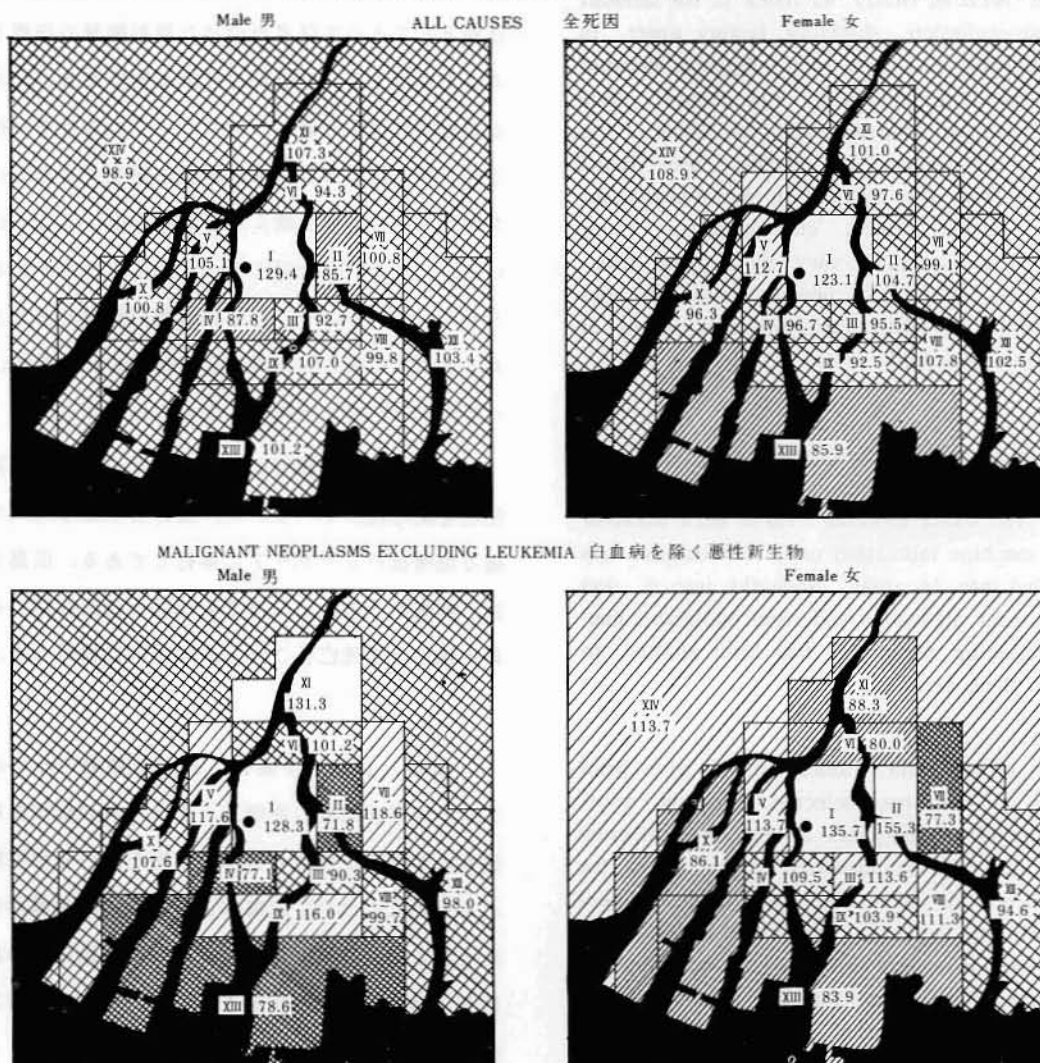 ALL CAUSES 全死因
Male 男
Female 女
XI
107.3
XIV
98.9
VI 94.3
V
105.1
I
129.4
II
85.7
VII
100.8
X
100.8
IV 87.8
III 92.7
VIII
99.8
IX 107.0
XII
103.4
XIII 101.2
XI
101.0
XIV
108.9
VI 97.6
V
112.7
I
123.1
II
104.7
VII
99.1
X
96.3
IV 96.7
III 95.5
VIII
107.8
IX 92.5
XII
102.5
XIII 85.9
MALIGNANT NEOPLASMS EXCLUDING LEUKEMIA 白血病を除く悪性新生物
Male 男
Female 女
XI
131.3
VI 101.2
V
117.6
I
128.3
II
71.8
VII
118.6
X
107.6
IV 77.1
III 90.3
VIII
99.7
IX 116.0
XII
98.0
XIII 78.6
XI
88.3
XIV
113.7
VI 80.0
V
113.7
I
135.7
II
155.3
VII
77.3
X
86.1
IV 109.5
III 113.6
VIII
111.3
IX 103.9
XII
94.6
XIII 83.9